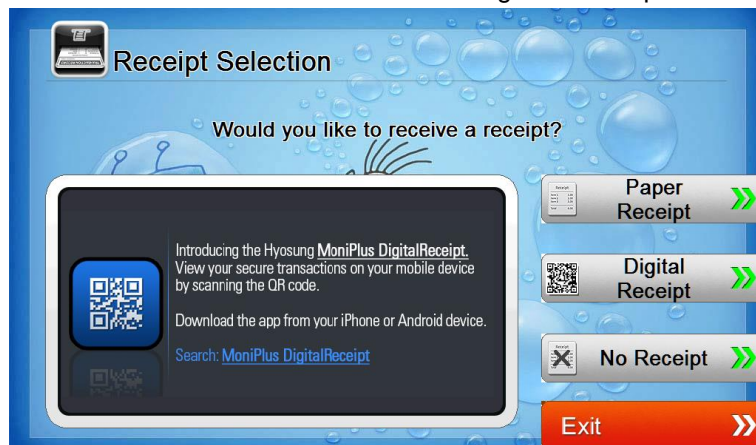 Receipt Selection
Would you like to receive a receipt?
Introducing the Hyosung MoniPlus DigitalReceipt.
View your secure transactions on your mobile device
by scanning the QR code.
Download the app from your iPhone or Android device.
Search: MoniPlus DigitalReceipt
Paper
Receipt
Digital
Receipt
No Receipt
Exit